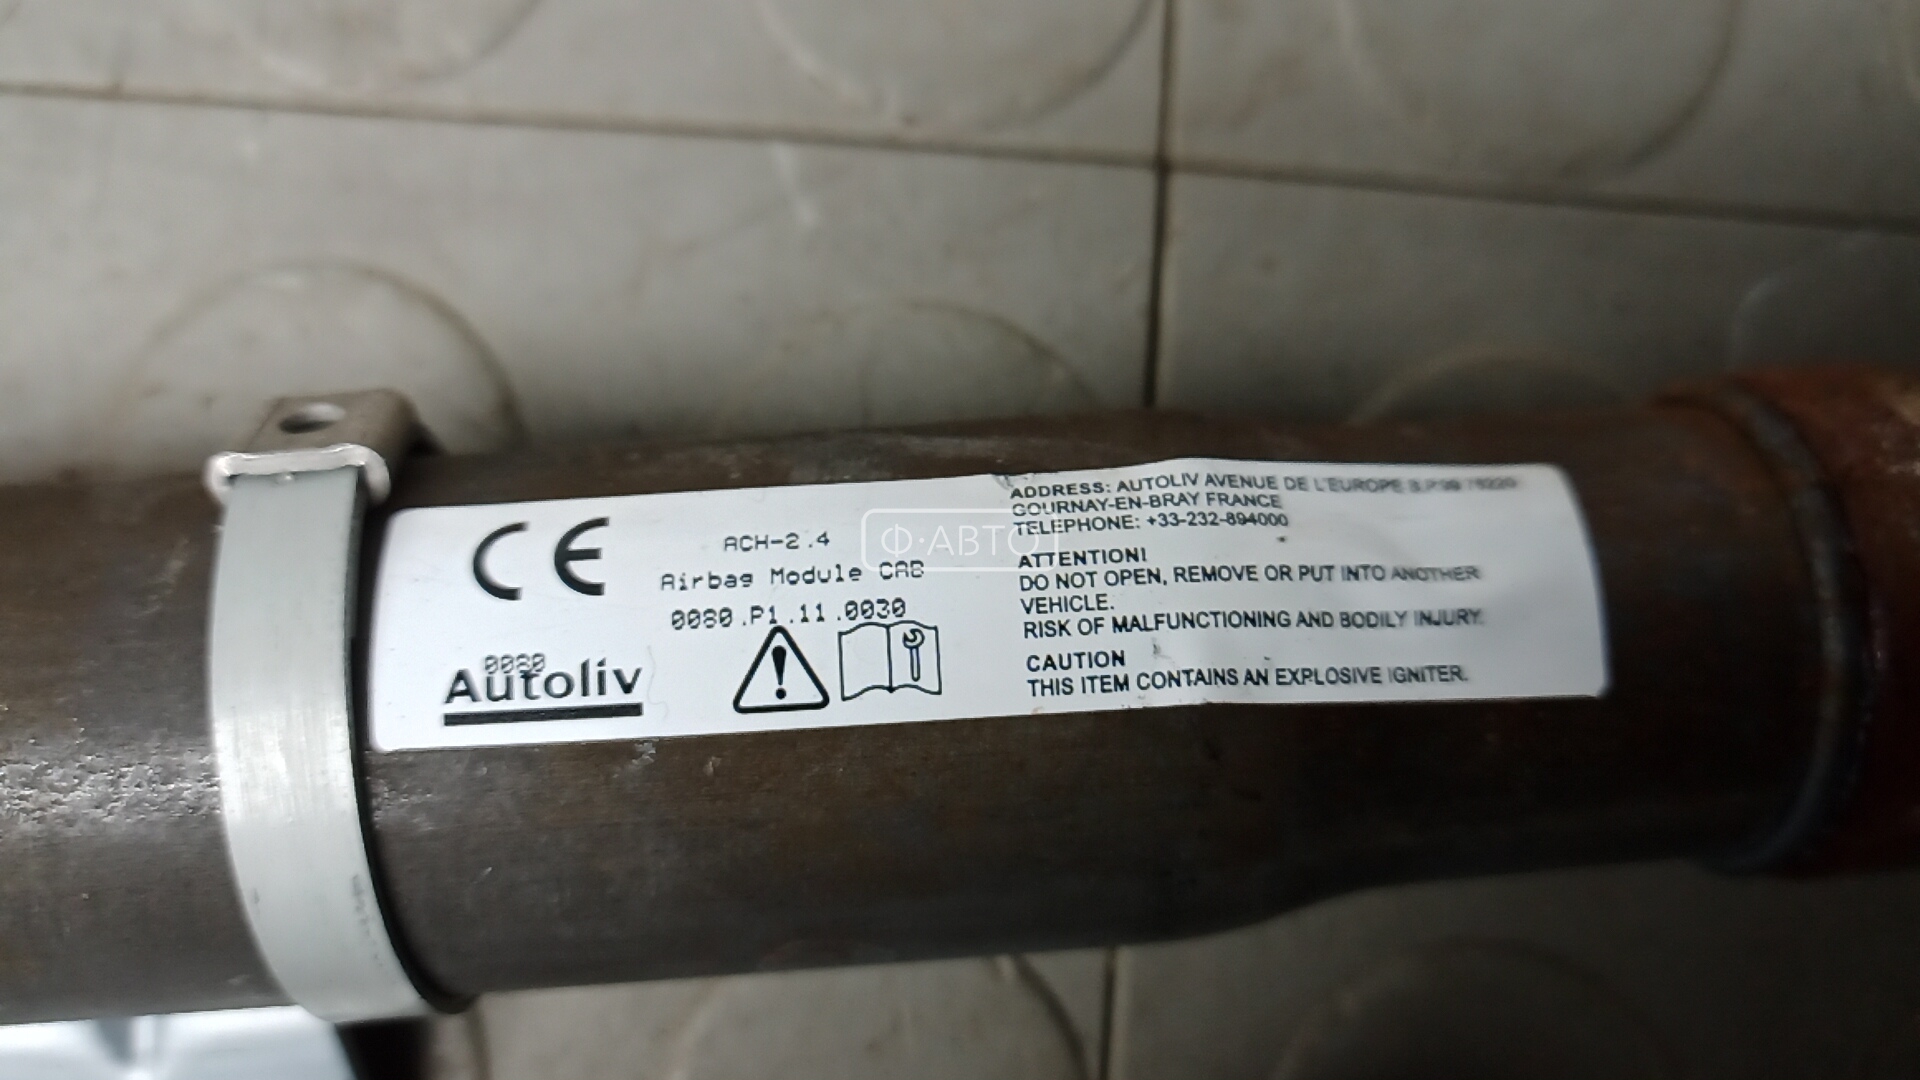 CE
ACH-2.4
Airbag Module CAB
0080.P1.11.0030
0080
Autoliv
ADDRESS: AUTOLIV AVENUE DE L'EUROPE
GOURNAY-EN-BRAY FRANCE
TELEPHONE: +33-232-894000
ATTENTION!
DO NOT OPEN, REMOVE OR PUT INTO ANOTHER
VEHICLE.
RISK OF MALFUNCTIONING AND BODILY INJURY.
CAUTION
THIS ITEM CONTAINS AN EXPLOSIVE IGNITER.
Ф·АВТО